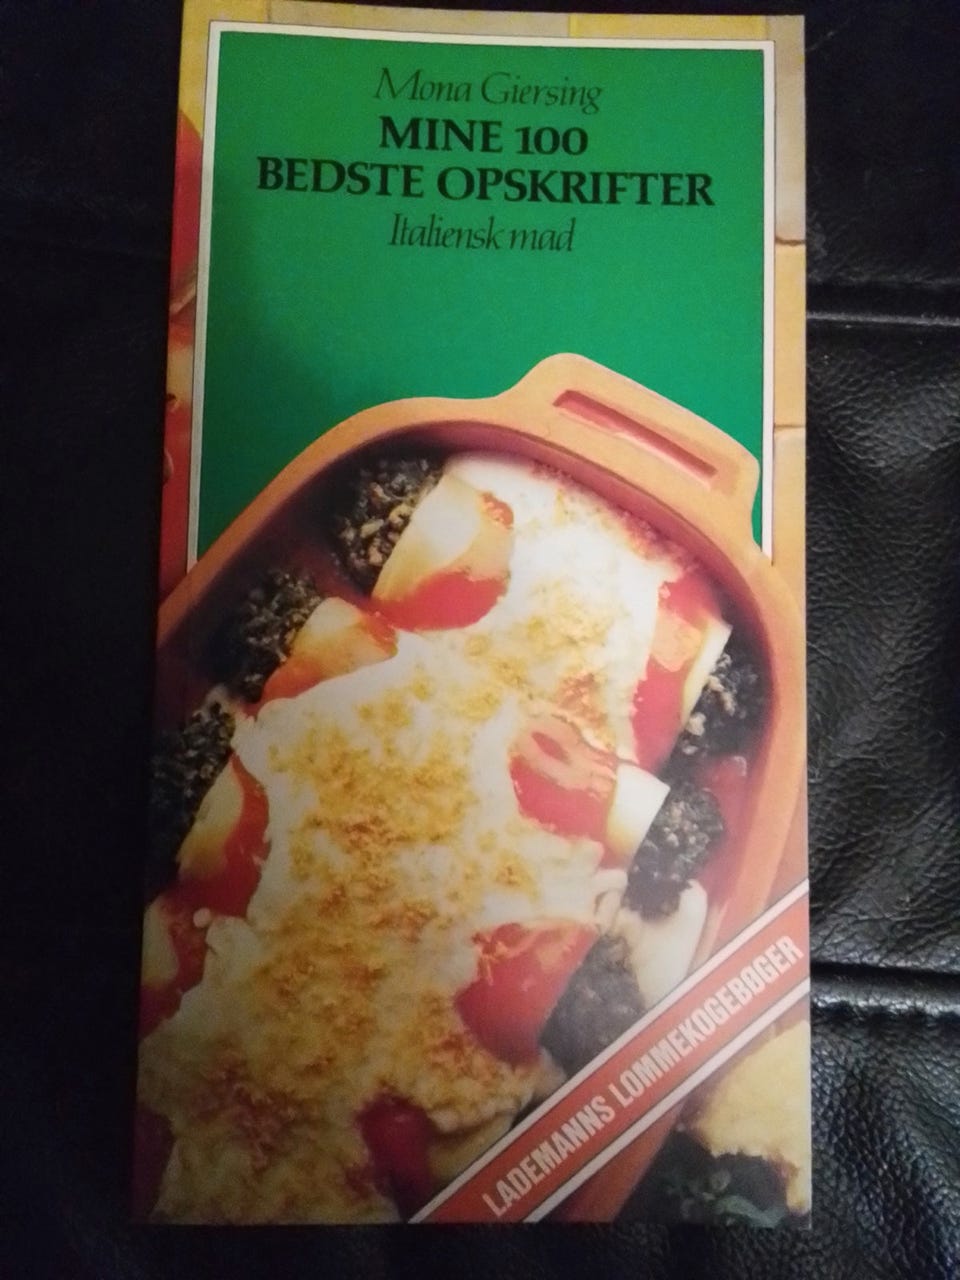 Mona Giersing
MINE 100
BEDSTE OPSKRIFTER
Italiensk mad
LADEMANNS LOMMEKOGEBØGER